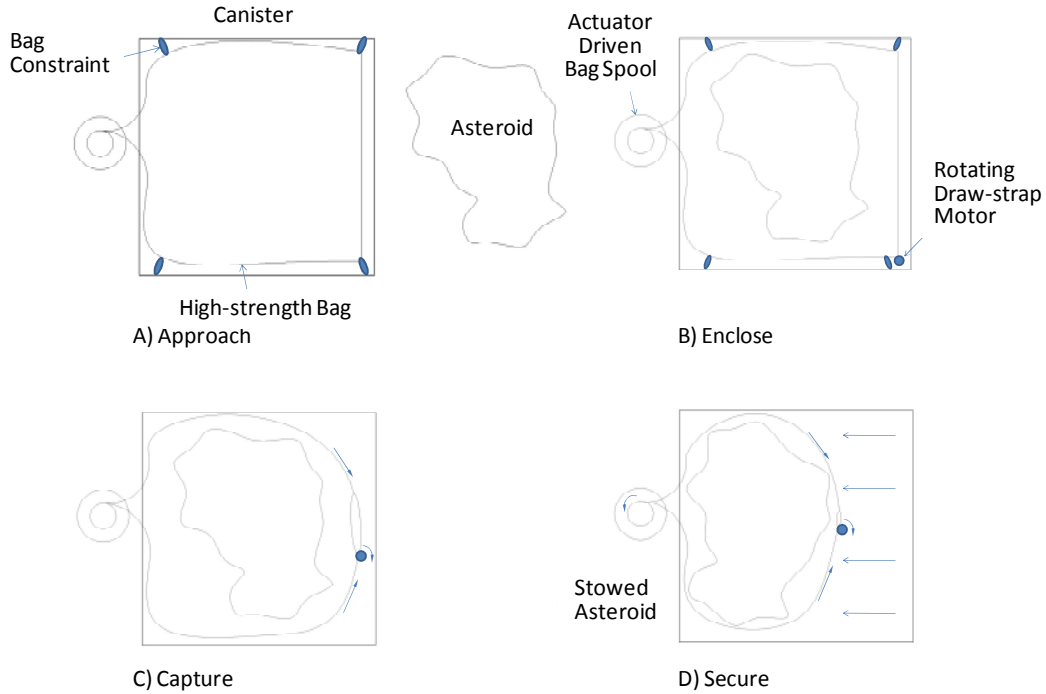 Canister
Bag
Constraint
Asteroid
High-strength Bag
A) Approach
Actuator
Driven
Bag Spool
Rotating
Draw-strap
Motor
B) Enclose
C) Capture
Stowed
Asteroid
D) Secure